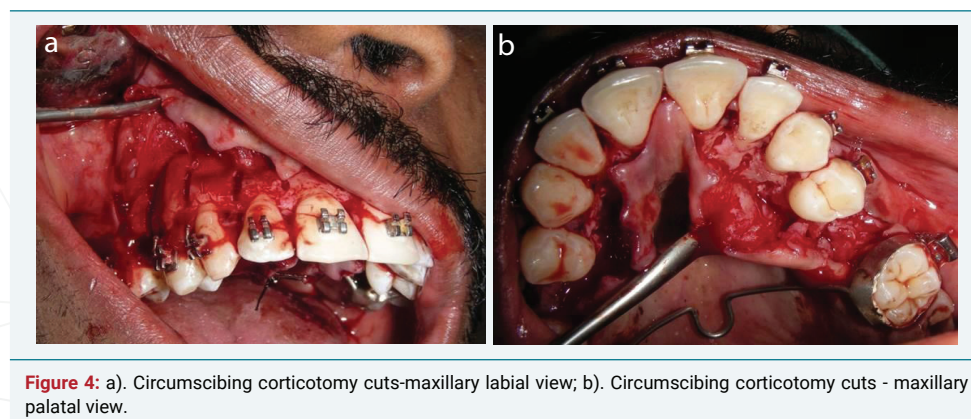 a
b
Figure 4: a). Circumscibing corticotomy cuts-maxillary labial view; b). Circumscibing corticotomy cuts - maxillary
palatal view.